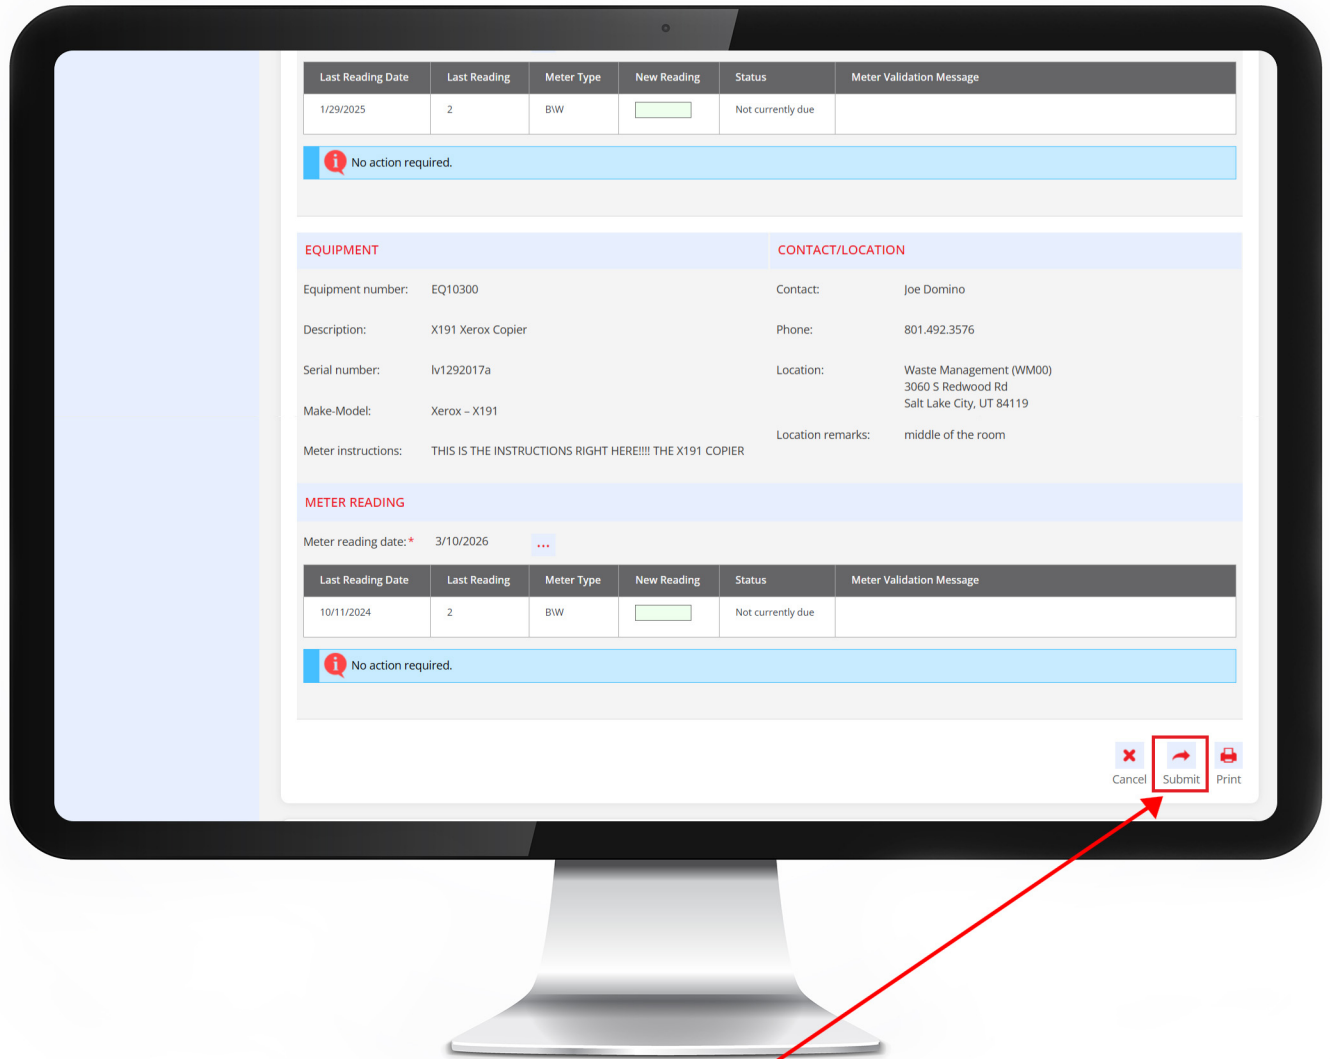 Last Reading Date Last Reading Meter Type New Reading Status Meter Validation Message
1/29/2025 2 B\W Not currently due
No action required.
EQUIPMENT CONTACT/LOCATION
Equipment number: EQ10300 Contact: Joe Domino
Description: X191 Xerox Copier Phone: 801.492.3576
Serial number: lv1292017a Location: Waste Management (WM00)
3060 S Redwood Rd
Salt Lake City, UT 84119
Make-Model: Xerox – X191
Location remarks: middle of the room
Meter instructions: THIS IS THE INSTRUCTIONS RIGHT HERE!!!! THE X191 COPIER
METER READING
Meter reading date:* 3/10/2026 ...
Last Reading Date Last Reading Meter Type New Reading Status Meter Validation Message
10/11/2024 2 B\W Not currently due
No action required.
Cancel Submit Print